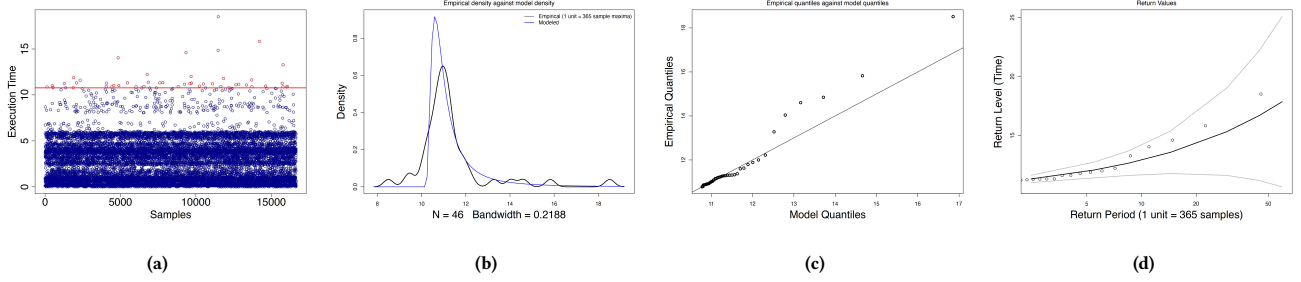 Execution Time
15
10
5
0
0
5000
10000
15000
Samples
(a)
Empirical density against model density
Empirical (1 unit = 365 sample maxima)
Modeled
Density
0.8
0.6
0.4
0.2
0.0
8
10
12
14
16
18
N = 46 Bandwidth = 0.2188
(b)
Empirical quantiles against model quantiles
Empirical Quantiles
18
16
14
12
11
12
13
14
15
16
17
Model Quantiles
(c)
Return Values
Return Level (Time)
25
20
15
5
10
20
50
Return Period (1 unit = 365 samples)
(d)